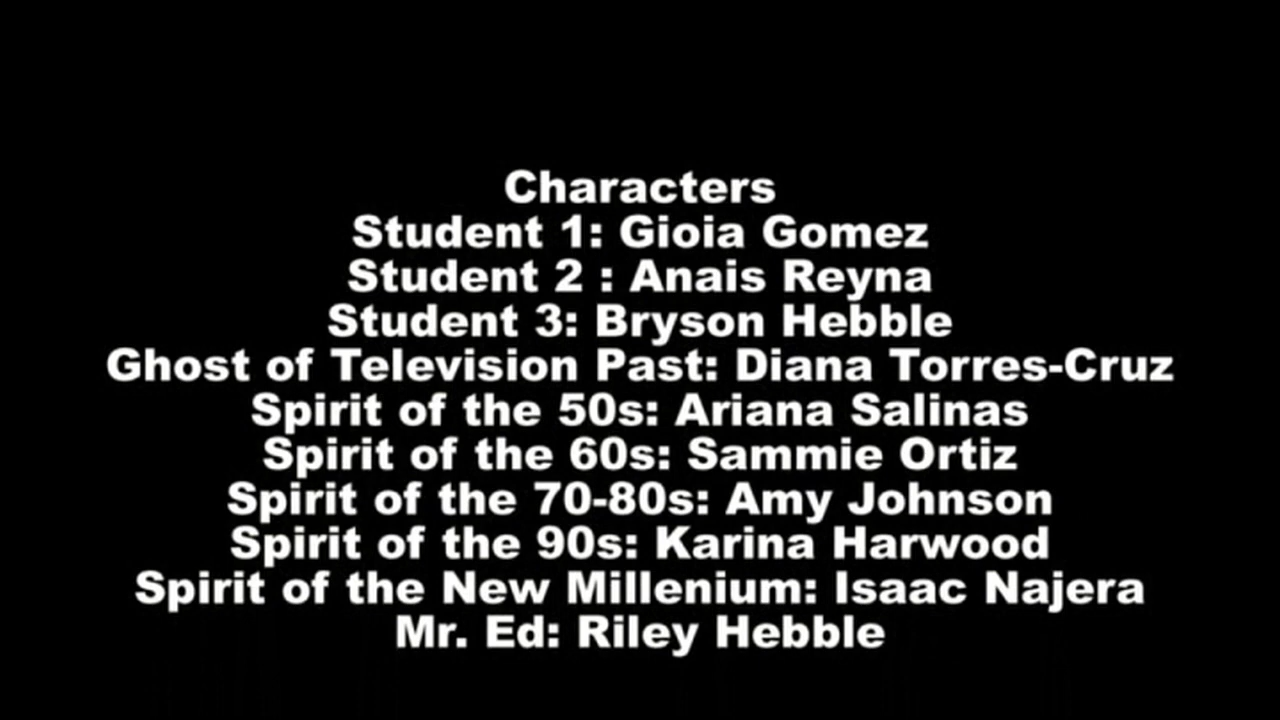 Characters
Student 1: Gioia Gomez
Student 2 : Anais Reyna
Student 3: Bryson Hebble
Ghost of Television Past: Diana Torres-Cruz
Spirit of the 50s: Ariana Salinas
Spirit of the 60s: Sammie Ortiz
Spirit of the 70-80s: Amy Johnson
Spirit of the 90s: Karina Harwood
Spirit of the New Millenium: Isaac Najera
Mr. Ed: Riley Hebble